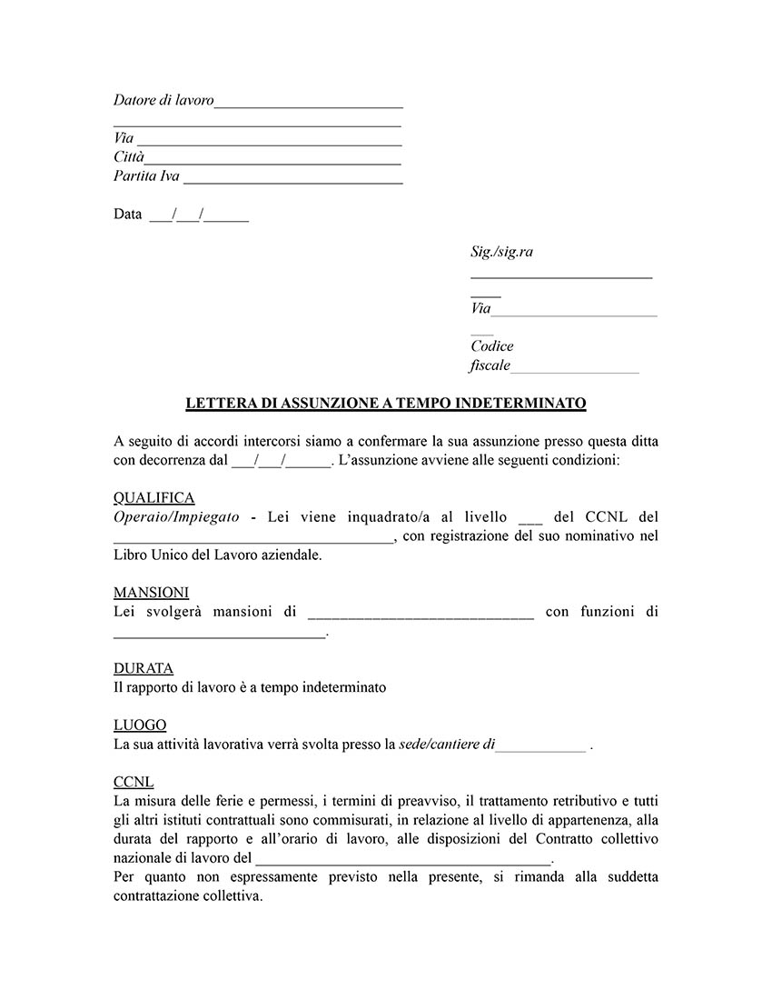 Datore di lavoro_________________________
______________________________________
Via ___________________________________
Città__________________________________
Partita Iva _____________________________
Data ___/___/______
Sig./sig.ra
________________________
____
Via______________________
___
Codice
fiscale_________________
LETTERA DI ASSUNZIONE A TEMPO INDETERMINATO
A seguito di accordi intercorsi siamo a confermare la sua assunzione presso questa ditta
con decorrenza dal ___/___/______. L’assunzione avviene alle seguenti condizioni:
QUALIFICA
Operaio/Impiegato - Lei viene inquadrato/a al livello ___ del CCNL del
_____________________________________, con registrazione del suo nominativo nel
Libro Unico del Lavoro aziendale.
MANSIONI
Lei svolgerà mansioni di ____________________________ con funzioni di
____________________________.
DURATA
Il rapporto di lavoro è a tempo indeterminato
LUOGO
La sua attività lavorativa verrà svolta presso la sede/cantiere di____________ .
CCNL
La misura delle ferie e permessi, i termini di preavviso, il trattamento retributivo e tutti
gli altri istituti contrattuali sono commisurati, in relazione al livello di appartenenza, alla
durata del rapporto e all’orario di lavoro, alle disposizioni del Contratto collettivo
nazionale di lavoro del _______________________________________.
Per quanto non espressamente previsto nella presente, si rimanda alla suddetta
contrattazione collettiva.